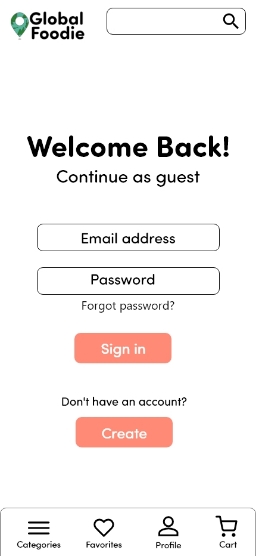 Global
Foodie
Welcome Back!
Continue as guest
Email address
Password
Forgot password?
Sign in
Don't have an account?
Create
Categories
Favorites
Profile
Cart